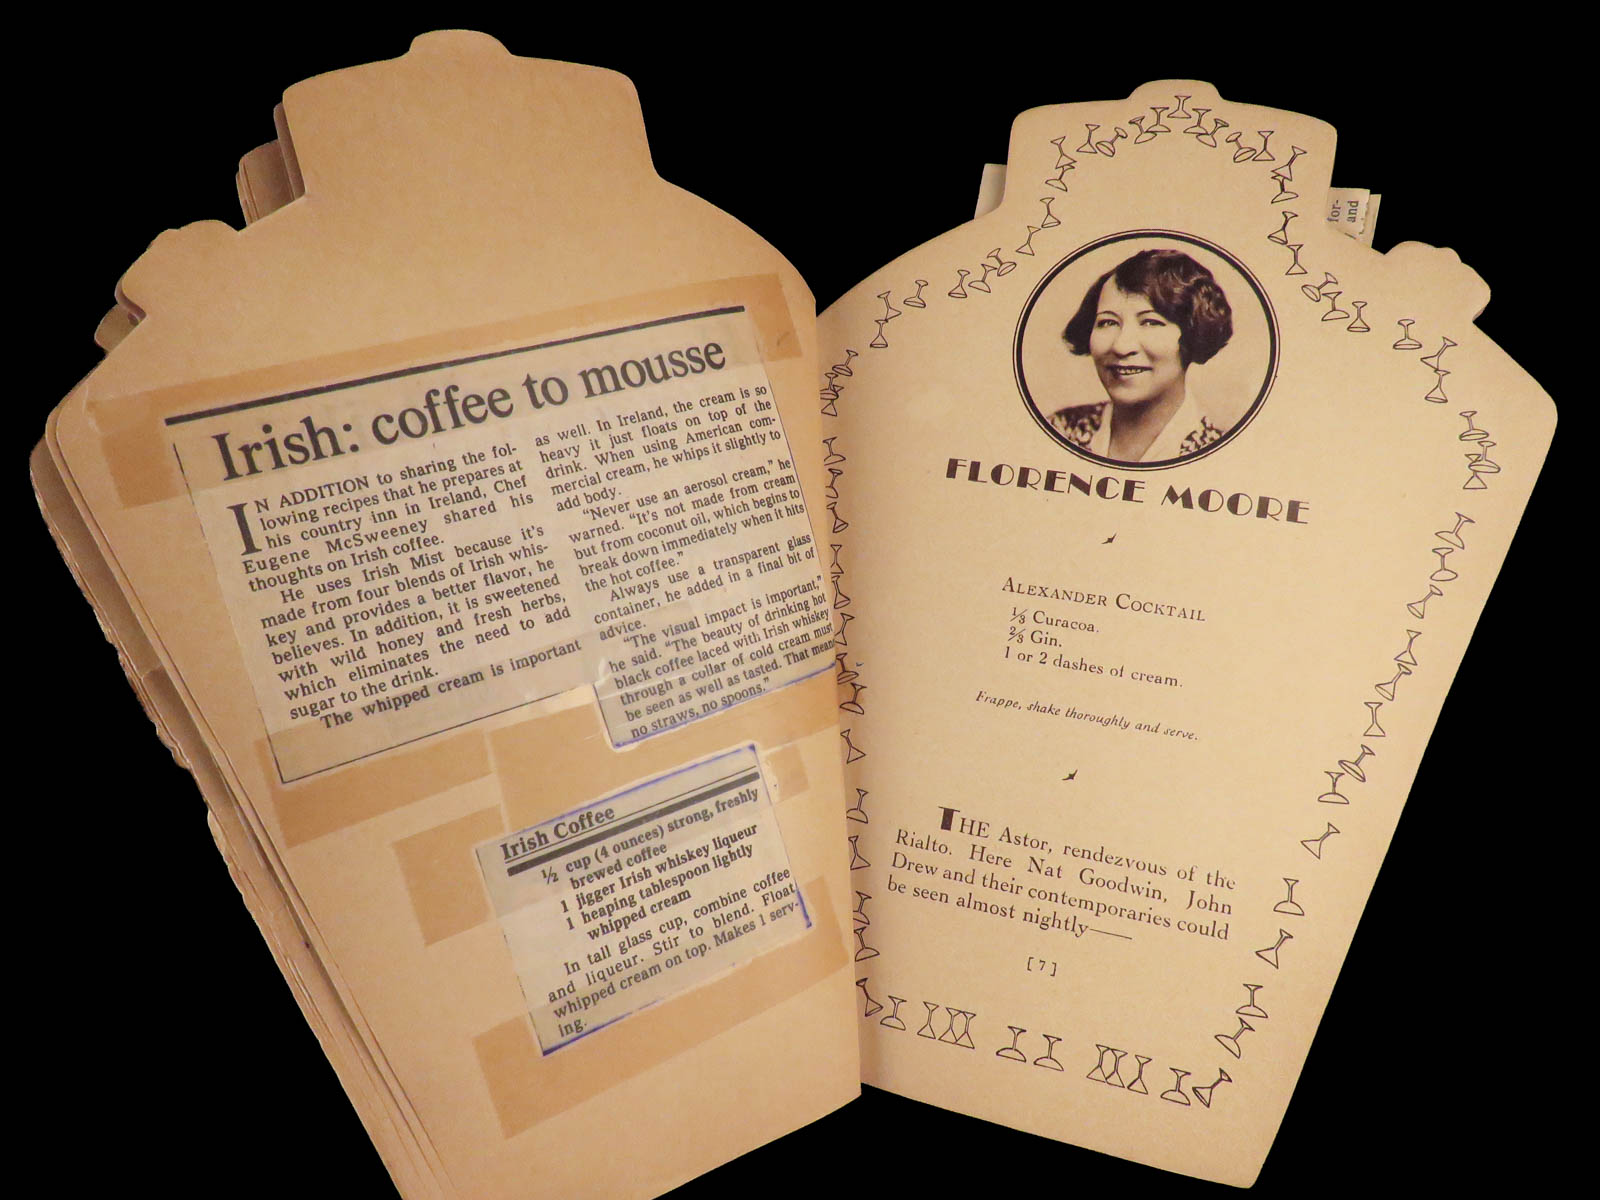 Irish: coffee to mousse
IN ADDITION to sharing the fol-
lowing recipes that he prepares at
his country inn in Ireland, Chef
Eugene McSweeney shared his
thoughts on Irish coffee.
He uses Irish Mist because it's
made from four blends of Irish whis-
key and provides a better flavor, he
believes. In addition, it is sweetened
with wild honey and fresh herbs,
which eliminates the need to add
sugar to the drink.
The whipped cream is important
as well. In Ireland, the cream is so
heavy it just floats on top of the
drink. When using American com-
mercial cream, he whips it slightly to
add body.
"Never use an aerosol cream," he
warned. "It's not made from cream
but from coconut oil, which begins to
break down immediately when it hits
the hot coffee."
Always use a transparent glass
container, he added in a final bit of
advice.
"The visual impact is important,"
he said. "The beauty of drinking hot
black coffee laced with Irish whiskey
through a collar of cold cream must
be seen as well as tasted. That means
no straws, no spoons."
Irish Coffee
½ cup (4 ounces) strong, freshly
brewed coffee
1 jigger Irish whiskey liqueur
1 heaping tablespoon lightly
whipped cream
In tall glass cup, combine coffee
and liqueur. Stir to blend. Float
whipped cream on top. Makes 1 serv-
ing.
for-
and
FLORENCE MOORE
ALEXANDER COCKTAIL
⅓ Curacoa.
⅔ Gin.
1 or 2 dashes of cream.
Frappe, shake thoroughly and serve.
THE Astor, rendezvous of the
Rialto. Here Nat Goodwin, John
Drew and their contemporaries could
be seen almost nightly——
[ 7 ]